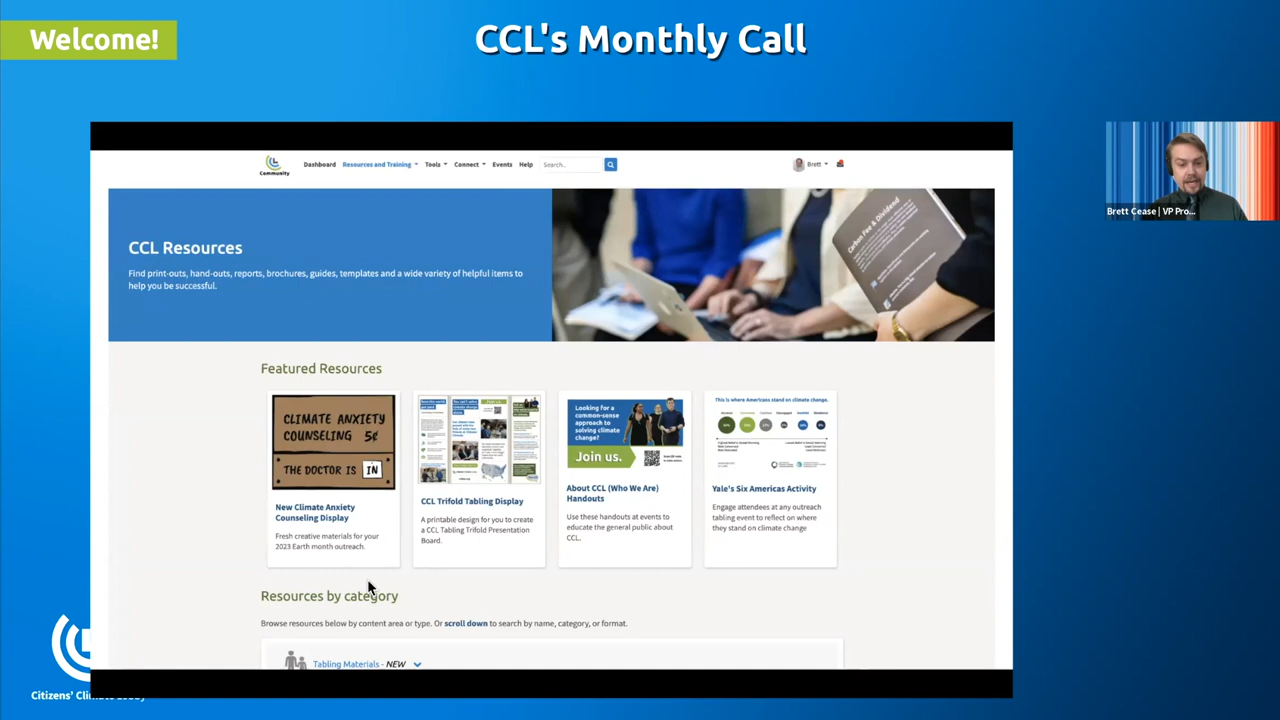 Welcome!
CCL's Monthly Call
Community
Dashboard
Resources and Training
Tools
Connect
Events
Help
Search..
Brett
CCL Resources
Find print-outs, hand-outs, reports, brochures, guides, templates and a wide variety of helpful items to
help you be successful.
Carbon Fee & Dividend
Brett Cease | VP Pro...
Featured Resources
CLIMATE ANXIETY
COUNSELING 5¢
THE DOCTOR IS IN
New Climate Anxiety
Counseling Display
Fresh creative materials for your
2023 Earth month outreach.
CCL Trifold Tabling Display
A printable design for you to create
a CCL Tabling Trifold Presentation
Board.
Looking for a
common-sense
approach to
solving climate
change?
Join us.
About CCL (Who We Are)
Handouts
Use these handouts at events to
educate the general public about
CCL.
This is where Americans stand on climate change.
Yale's Six Americas Activity
Engage attendees at any outreach
tabling event to reflect on where
they stand on climate change
Resources by category
Browse resources below by content area or type. Or scroll down to search by name, category, or format.
Tabling Materials - NEW
Citizens' Cli